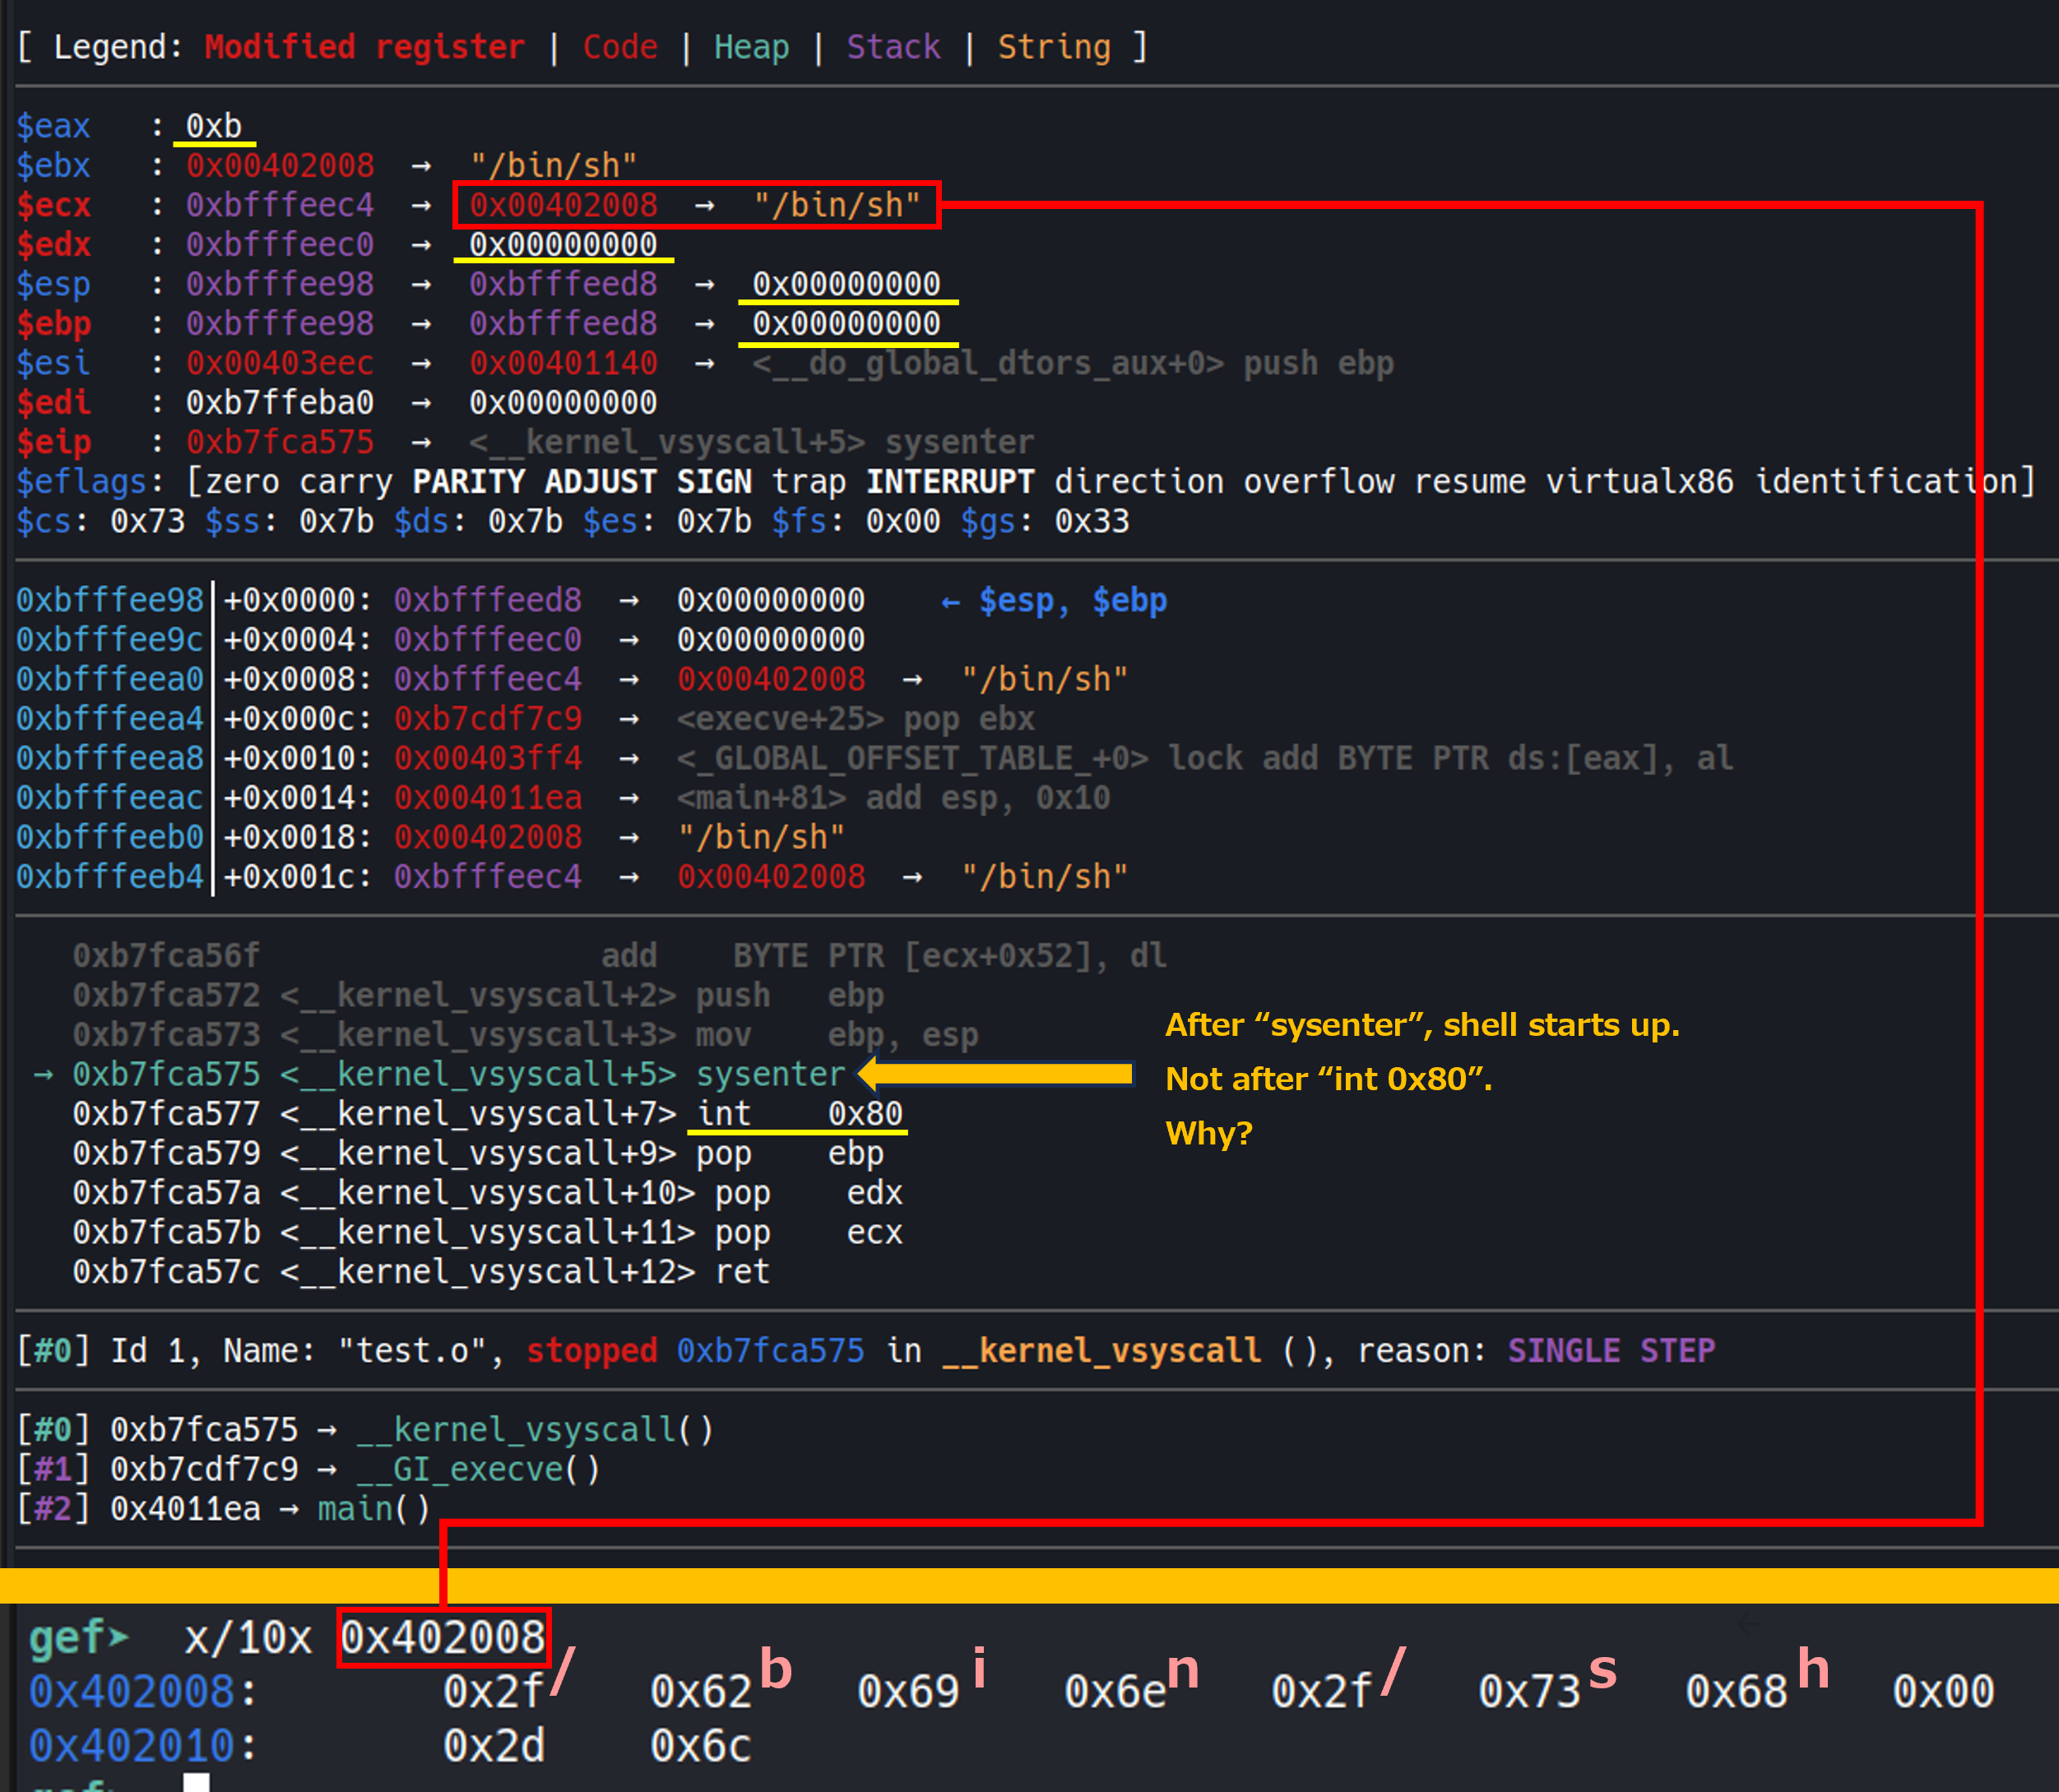 [ Legend: Modified register | Code | Heap | Stack | String ]
$eax   : 0xb
$ebx   : 0x00402008  →  "/bin/sh"
$ecx   : 0xbfffeec4  →  0x00402008  →  "/bin/sh"
$edx   : 0xbfffeec0  →  0x00000000
$esp   : 0xbfffee98  →  0xbfffeed8  →  0x00000000
$ebp   : 0xbfffee98  →  0xbfffeed8  →  0x00000000
$esi   : 0x00403eec  →  0x00401140  →  <__do_global_dtors_aux+0> push ebp
$edi   : 0xb7ffeba0  →  0x00000000
$eip   : 0xb7fca575  →  <__kernel_vsyscall+5> sysenter
$eflags: [zero carry PARITY ADJUST SIGN trap INTERRUPT direction overflow resume virtualx86 identification]
$cs: 0x73 $ss: 0x7b $ds: 0x7b $es: 0x7b $fs: 0x00 $gs: 0x33
0xbfffee98│+0x0000: 0xbfffeed8  →  0x00000000    ← $esp, $ebp
0xbfffee9c│+0x0004: 0xbfffeec0  →  0x00000000
0xbfffeea0│+0x0008: 0xbfffeec4  →  0x00402008  →  "/bin/sh"
0xbfffeea4│+0x000c: 0xb7cdf7c9  →  <execve+25> pop ebx
0xbfffeea8│+0x0010: 0x00403ff4  →  <_GLOBAL_OFFSET_TABLE_+0> lock add BYTE PTR ds:[eax], al
0xbfffeeac│+0x0014: 0x004011ea  →  <main+81> add esp, 0x10
0xbfffeeb0│+0x0018: 0x00402008  →  "/bin/sh"
0xbfffeeb4│+0x001c: 0xbfffeec4  →  0x00402008  →  "/bin/sh"
0xb7fca56f                  add    BYTE PTR [ecx+0x52], dl
0xb7fca572 <__kernel_vsyscall+2> push   ebp
0xb7fca573 <__kernel_vsyscall+3> mov    ebp, esp
→ 0xb7fca575 <__kernel_vsyscall+5> sysenter
0xb7fca577 <__kernel_vsyscall+7> int    0x80
0xb7fca579 <__kernel_vsyscall+9> pop    ebp
0xb7fca57a <__kernel_vsyscall+10> pop    edx
0xb7fca57b <__kernel_vsyscall+11> pop    ecx
0xb7fca57c <__kernel_vsyscall+12> ret
After “sysenter”, shell starts up.
Not after “int 0x80”.
Why?
[#0] Id 1, Name: "test.o", stopped 0xb7fca575 in __kernel_vsyscall (), reason: SINGLE STEP
[#0] 0xb7fca575 → __kernel_vsyscall()
[#1] 0xb7cdf7c9 → __GI_execve()
[#2] 0x4011ea → main()
gef➤  x/10x 0x402008
/ b i n / s h
0x402008:	0x2f	0x62	0x69	0x6e	0x2f	0x73	0x68	0x00
0x402010:	0x2d	0x6c